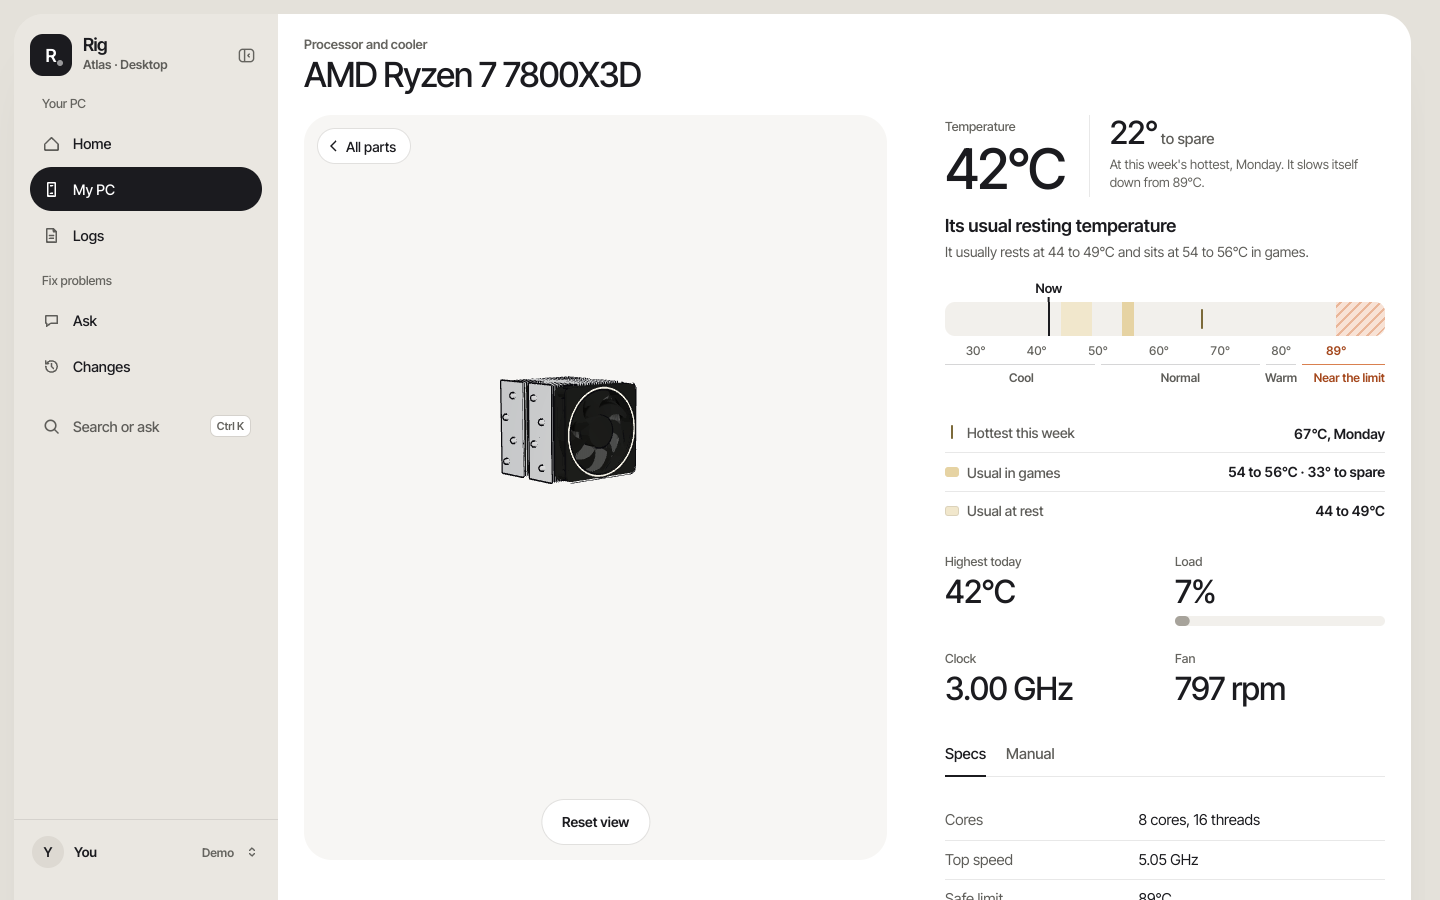 R.
Rig
Atlas · Desktop
Your PC
Home
My PC
Logs
Fix problems
Ask
Changes
Search or ask
Ctrl K
Y
You
Demo
Processor and cooler
AMD Ryzen 7 7800X3D
All parts
Reset view
Temperature
42°C
22° to spare
At this week's hottest, Monday. It slows itself
down from 89°C.
Its usual resting temperature
It usually rests at 44 to 49°C and sits at 54 to 56°C in games.
Now
30° 40° 50° 60° 70° 80° 89°
Cool Normal Warm Near the limit
Hottest this week 67°C, Monday
Usual in games 54 to 56°C · 33° to spare
Usual at rest 44 to 49°C
Highest today
42°C
Load
7%
Clock
3.00 GHz
Fan
797 rpm
Specs Manual
Cores 8 cores, 16 threads
Top speed 5.05 GHz
Safe limit 89°C